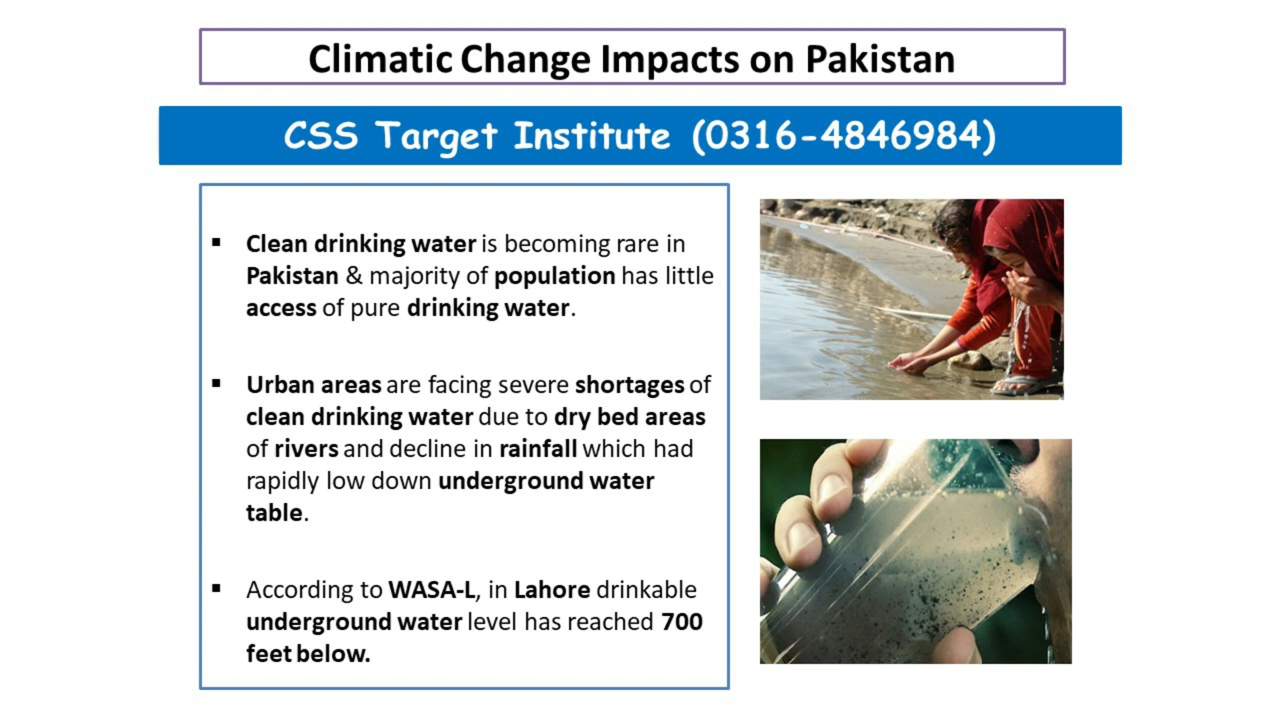 Climatic Change Impacts on Pakistan
CSS Target Institute (0316-4846984)
▪ Clean drinking water is becoming rare in
Pakistan & majority of population has little
access of pure drinking water.
▪ Urban areas are facing severe shortages of
clean drinking water due to dry bed areas
of rivers and decline in rainfall which had
rapidly low down underground water
table.
▪ According to WASA-L, in Lahore drinkable
underground water level has reached 700
feet below.